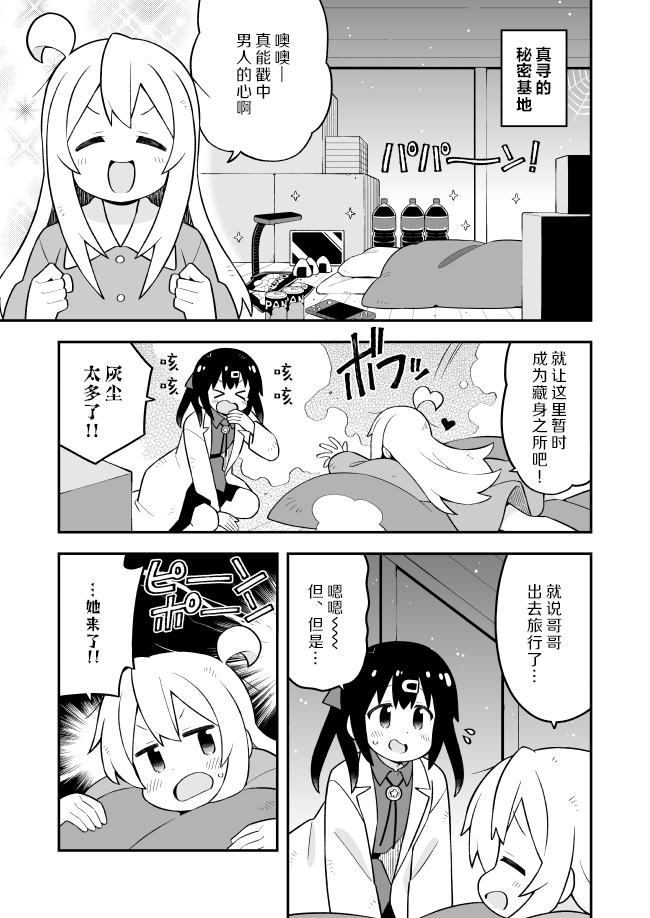 真寻的
秘密基地
パパーン！
噢噢—
真能戳中
男人的心啊
PANAN
就让这里暂时
成为藏身之所吧！
ボフッ
咳咳
咳咳
灰尘
太多了!!
就说哥哥
出去旅行了…
嗯嗯~~~
但、但是…
ピーン
ポーン
…她来了!!